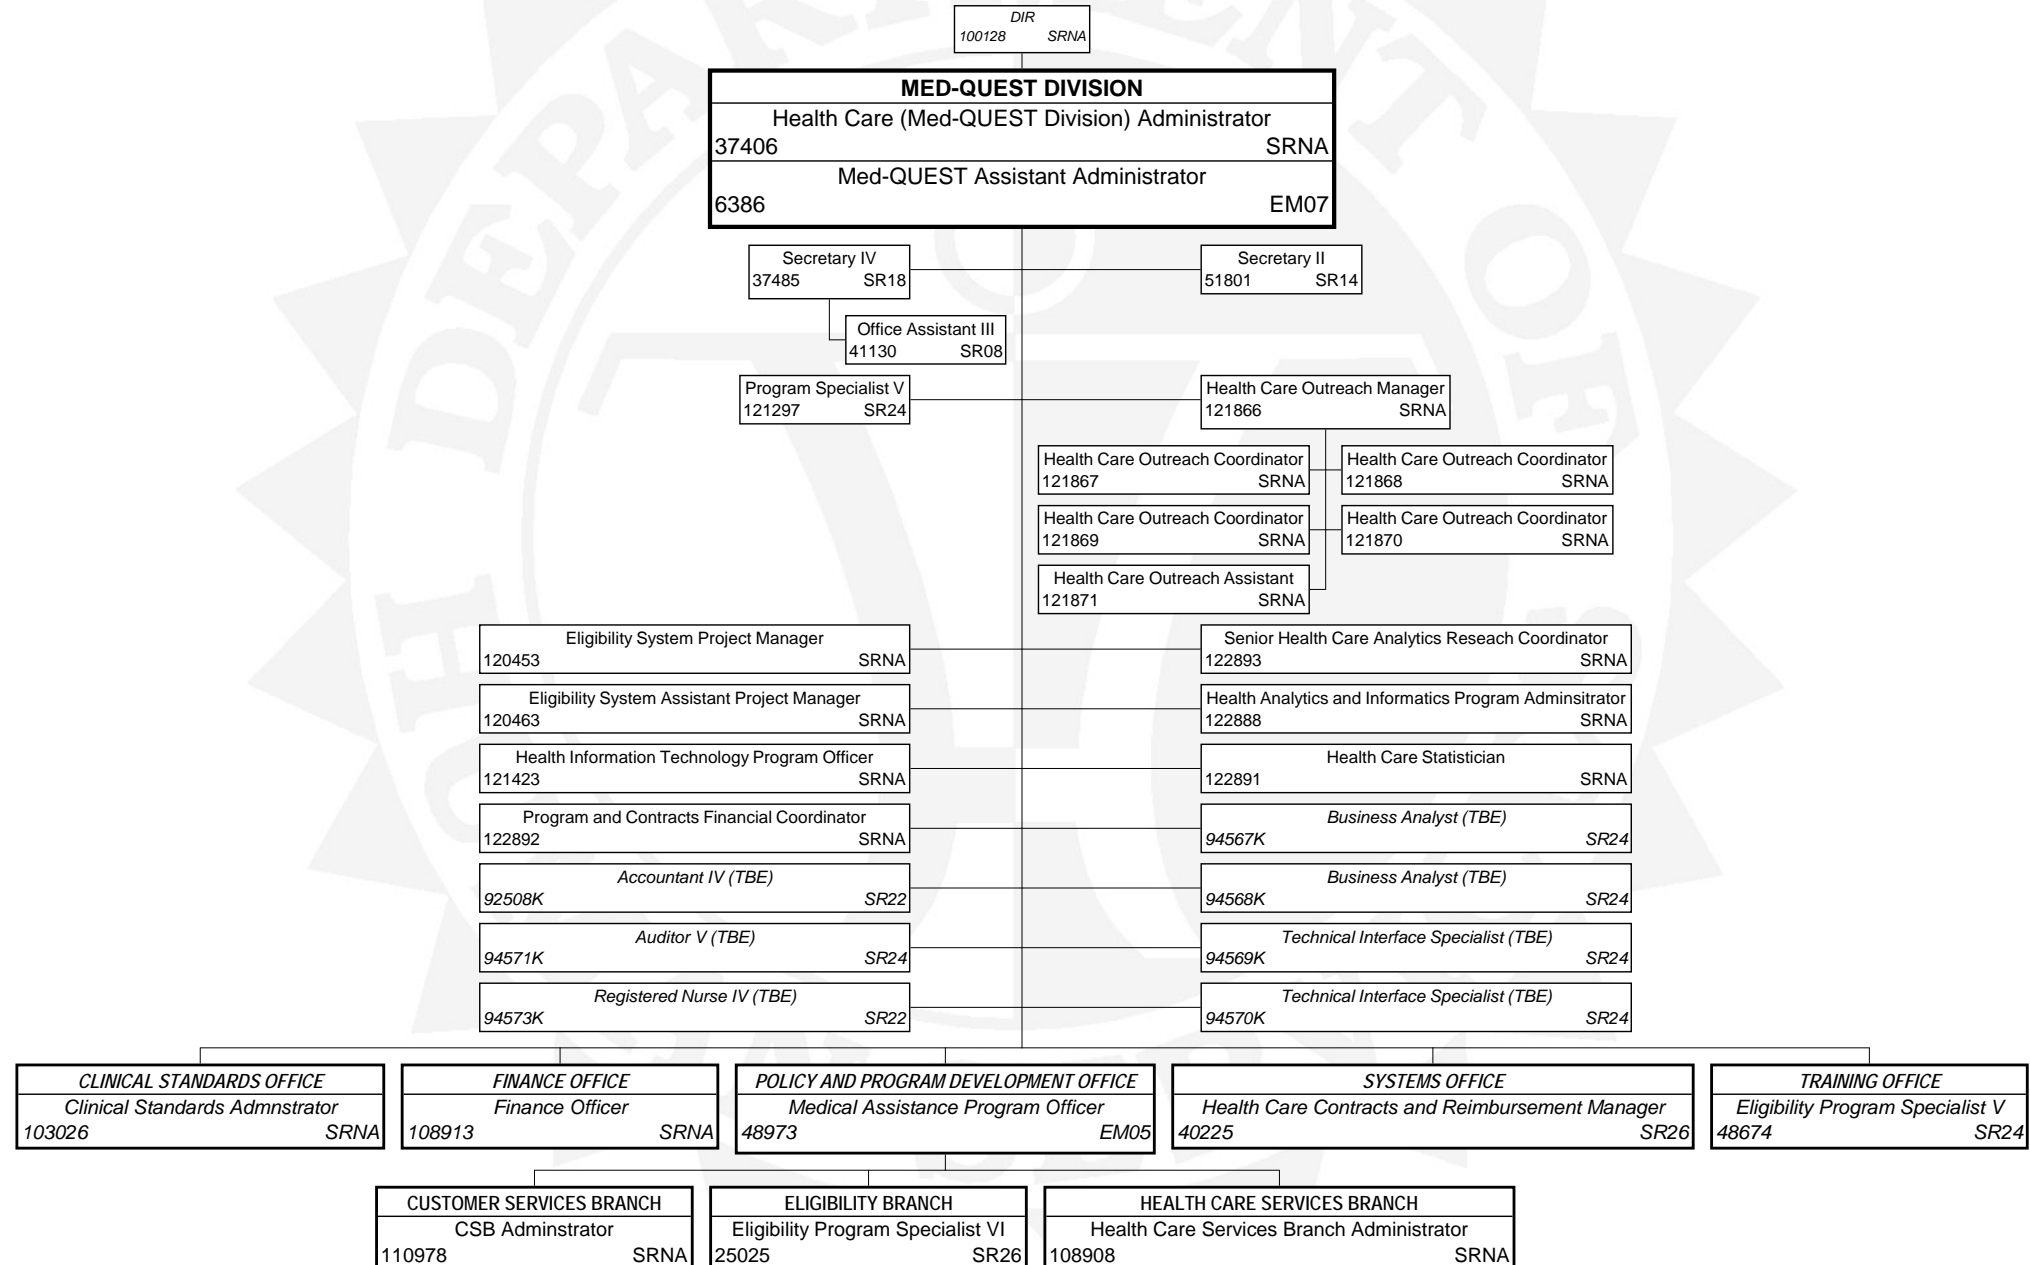 DIR
100128 SRNA
MED-QUEST DIVISION
Health Care (Med-QUEST Division) Administrator
37406 SRNA
Med-QUEST Assistant Administrator
6386 EM07
Secretary IV
37485 SR18
Secretary II
51801 SR14
Office Assistant III
41130 SR08
Program Specialist V
121297 SR24
Health Care Outreach Manager
121866 SRNA
Health Care Outreach Coordinator
121867 SRNA
Health Care Outreach Coordinator
121868 SRNA
Health Care Outreach Coordinator
121869 SRNA
Health Care Outreach Coordinator
121870 SRNA
Health Care Outreach Assistant
121871 SRNA
Eligibility System Project Manager
120453 SRNA
Senior Health Care Analytics Reseach Coordinator
122893 SRNA
Eligibility System Assistant Project Manager
120463 SRNA
Health Analytics and Informatics Program Adminsitrator
122888 SRNA
Health Information Technology Program Officer
121423 SRNA
Health Care Statistician
122891 SRNA
Program and Contracts Financial Coordinator
122892 SRNA
Business Analyst (TBE)
94567K SR24
Accountant IV (TBE)
92508K SR22
Business Analyst (TBE)
94568K SR24
Auditor V (TBE)
94571K SR24
Technical Interface Specialist (TBE)
94569K SR24
Registered Nurse IV (TBE)
94573K SR22
Technical Interface Specialist (TBE)
94570K SR24
CLINICAL STANDARDS OFFICE
Clinical Standards Admnstrator
103026 SRNA
FINANCE OFFICE
Finance Officer
108913 SRNA
POLICY AND PROGRAM DEVELOPMENT OFFICE
Medical Assistance Program Officer
48973 EM05
SYSTEMS OFFICE
Health Care Contracts and Reimbursement Manager
40225 SR26
TRAINING OFFICE
Eligibility Program Specialist V
48674 SR24
CUSTOMER SERVICES BRANCH
CSB Adminstrator
110978 SRNA
ELIGIBILITY BRANCH
Eligibility Program Specialist VI
25025 SR26
HEALTH CARE SERVICES BRANCH
Health Care Services Branch Administrator
108908 SRNA